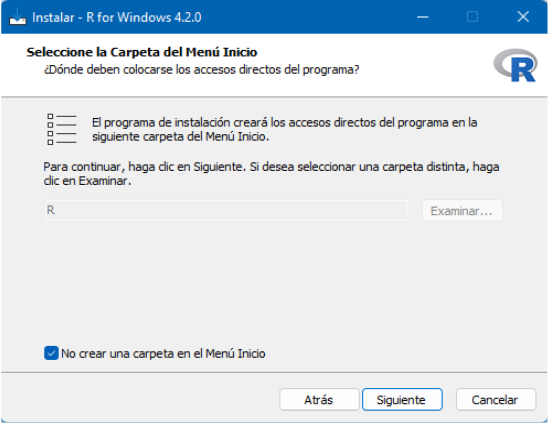 Instalar - R for Windows 4.2.0
Seleccione la Carpeta del Menú Inicio
¿Dónde deben colocarse los accesos directos del programa?
R
El programa de instalación creará los accesos directos del programa en la
siguiente carpeta del Menú Inicio.
Para continuar, haga clic en Siguiente. Si desea seleccionar una carpeta distinta, haga
clic en Examinar.
R
Examinar...
No crear una carpeta en el Menú Inicio
Atrás
Siguiente
Cancelar